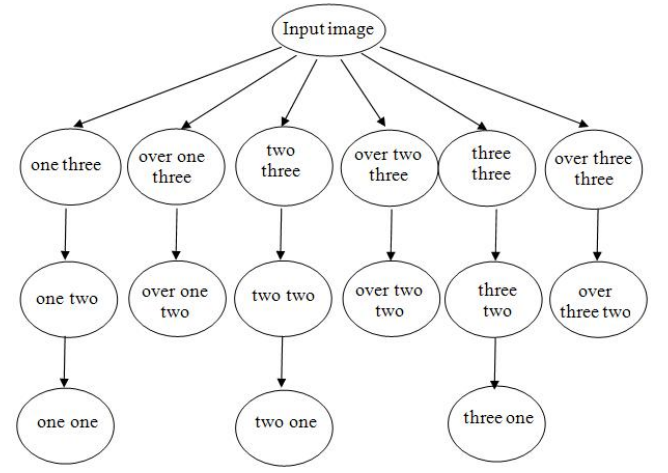 Input image
one three
over one
three
two
three
over two
three
three
three
over three
three
one two
over one
two
two two
over two
two
three
two
over
three two
one one
two one
three one